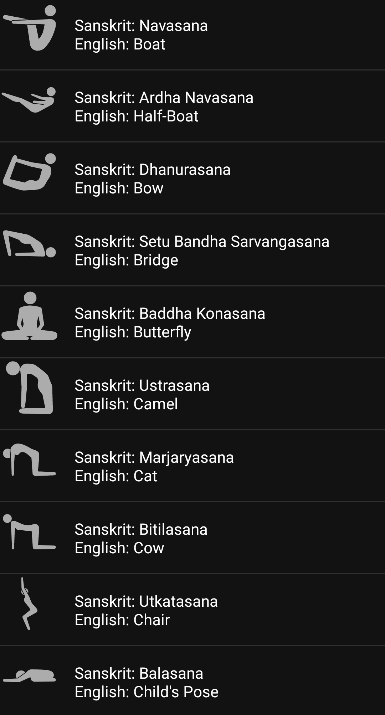 Sanskrit: Navasana
English: Boat
Sanskrit: Ardha Navasana
English: Half-Boat
Sanskrit: Dhanurasana
English: Bow
Sanskrit: Setu Bandha Sarvangasana
English: Bridge
Sanskrit: Baddha Konasana
English: Butterfly
Sanskrit: Ustrasana
English: Camel
Sanskrit: Marjaryasana
English: Cat
Sanskrit: Bitilasana
English: Cow
Sanskrit: Utkatasana
English: Chair
Sanskrit: Balasana
English: Child's Pose